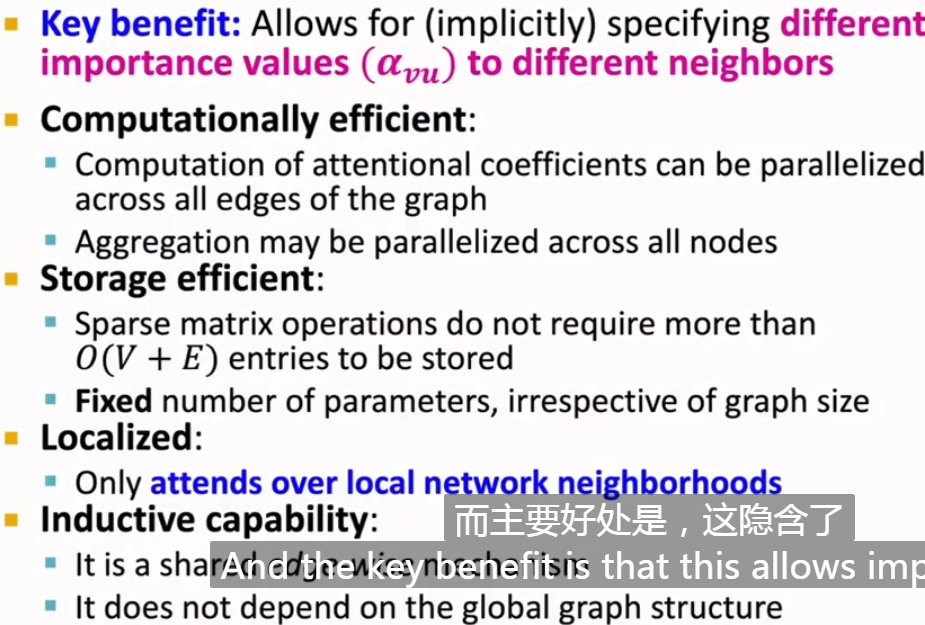 Key benefit: Allows for (implicitly) specifying different
importance values (α_vu) to different neighbors
Computationally efficient:
Computation of attentional coefficients can be parallelized
across all edges of the graph
Aggregation may be parallelized across all nodes
Storage efficient:
Sparse matrix operations do not require more than
O(V + E) entries to be stored
Fixed number of parameters, irrespective of graph size
Localized:
Only attends over local network neighborhoods
Inductive capability:
而主要好处是，这隐含了
It is a shared edge-wise mechanism
And the key benefit is that this allows imp
It does not depend on the global graph structure